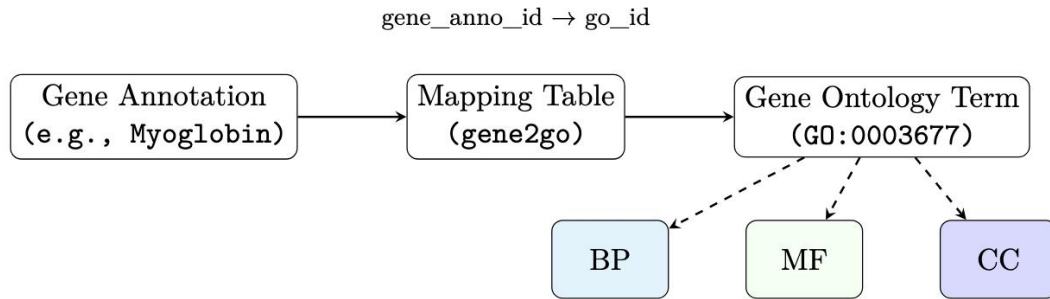 gene_anno_id → go_id
Gene Annotation
(e.g., Myoglobin)
Mapping Table
(gene2go)
Gene Ontology Term
(GO:0003677)
BP
MF
CC